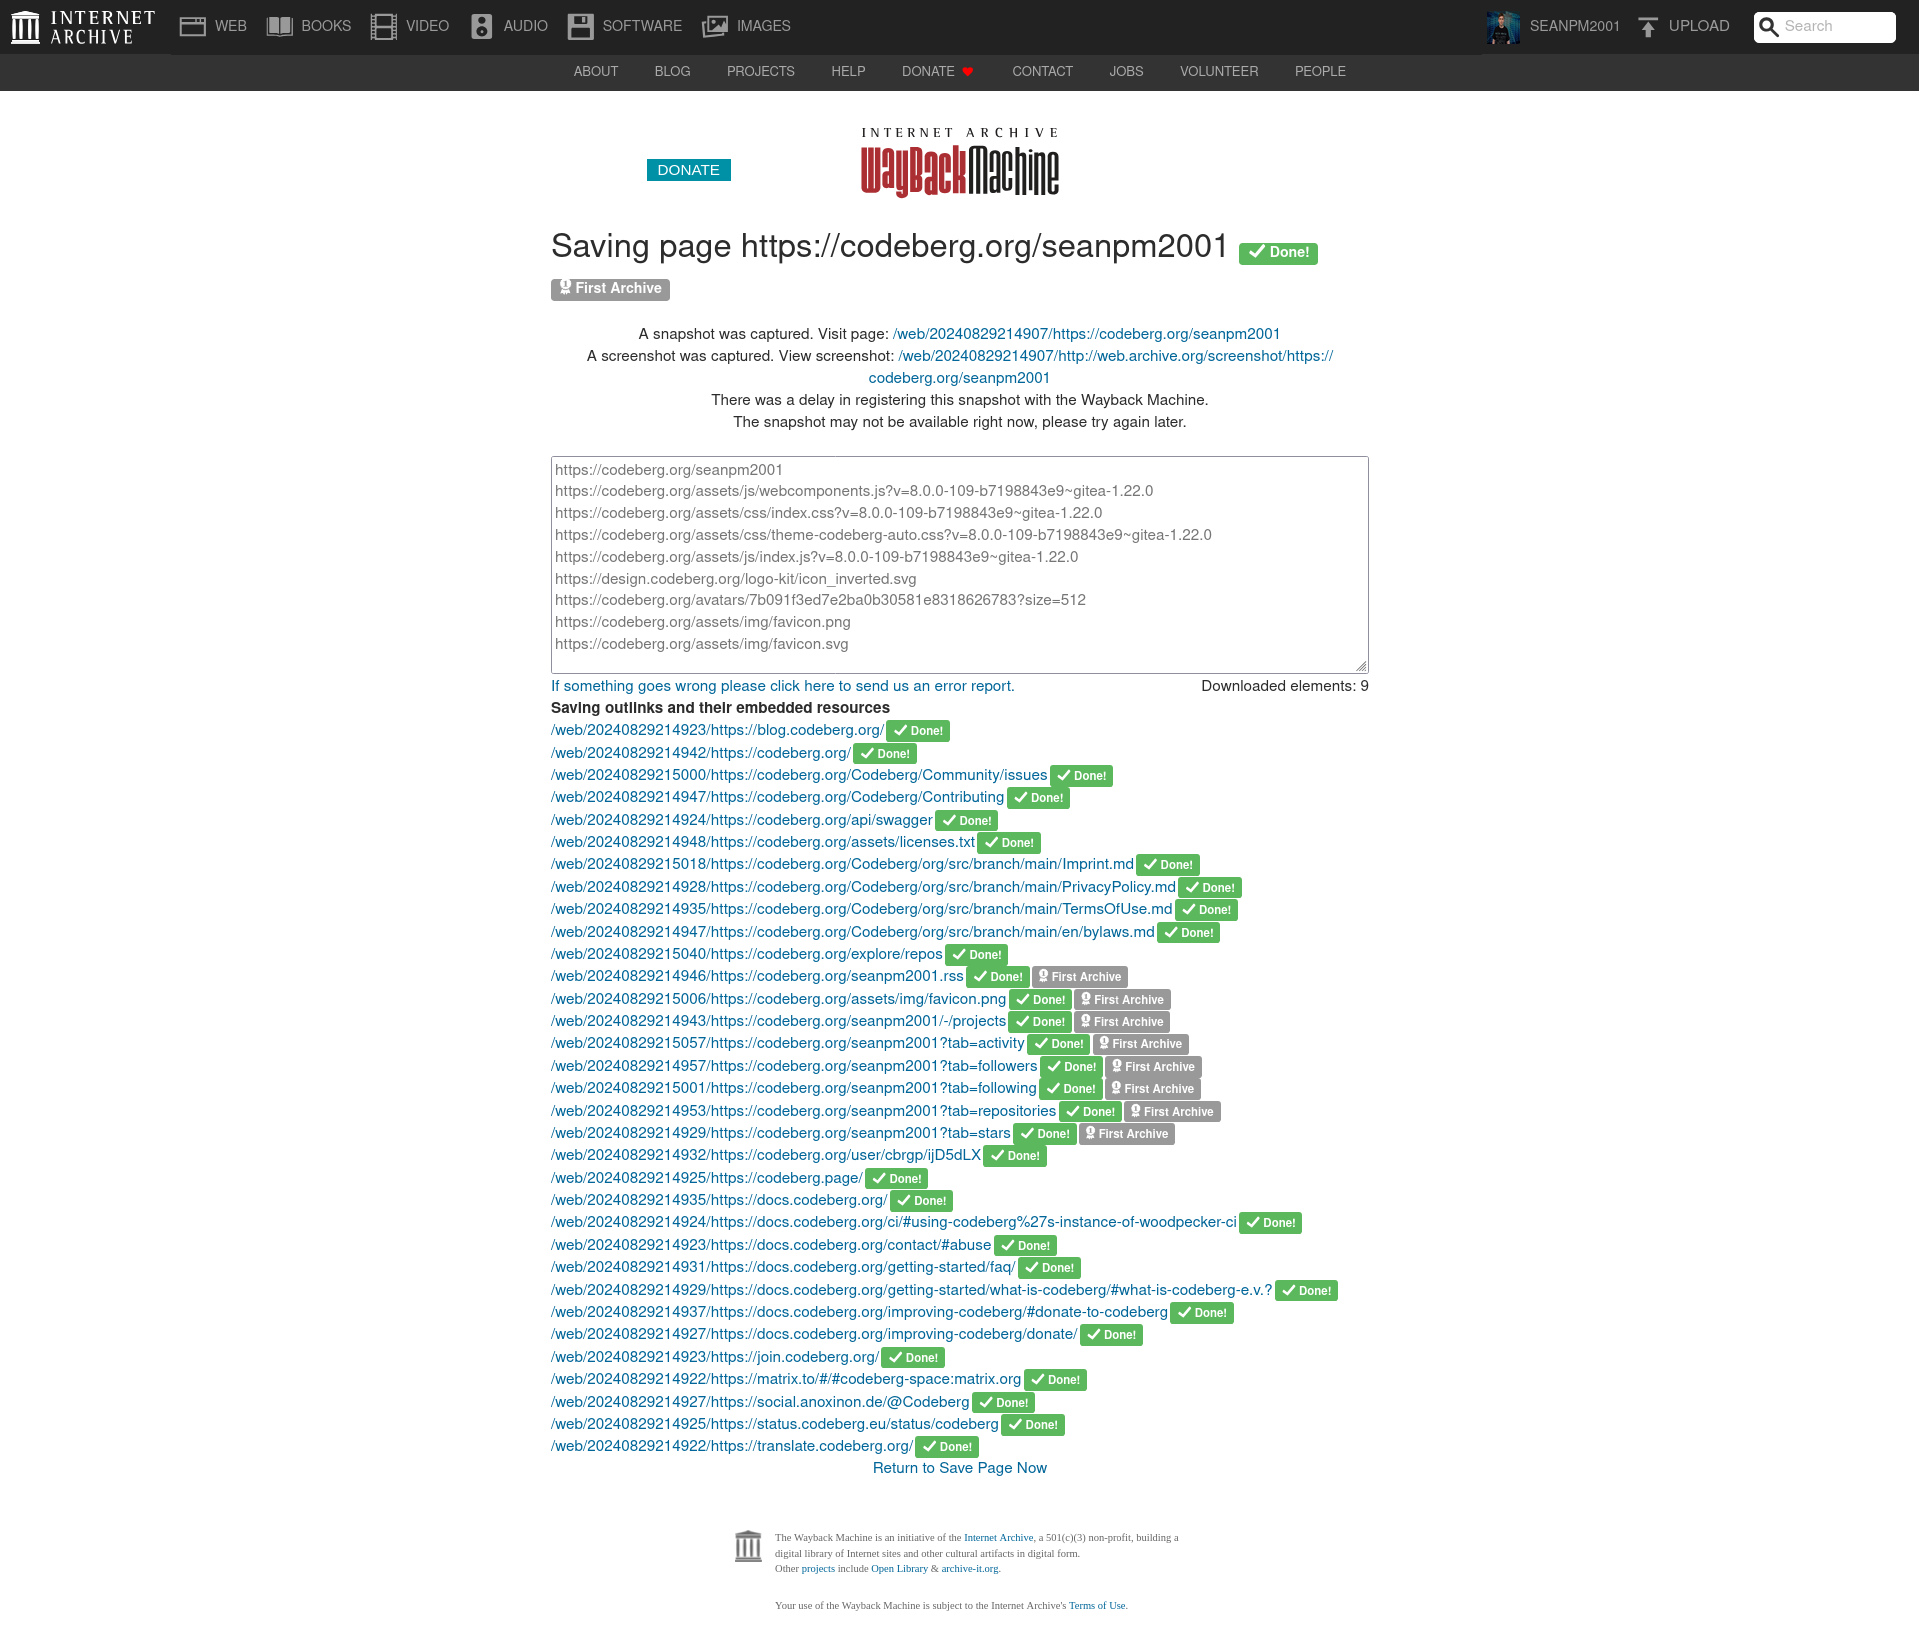 INTERNET ARCHIVE
WEB BOOKS VIDEO AUDIO SOFTWARE IMAGES SEANPM2001 UPLOAD Search
ABOUT BLOG PROJECTS HELP DONATE CONTACT JOBS VOLUNTEER PEOPLE
INTERNET ARCHIVE
DONATE WayBackMachine
Saving page https://codeberg.org/seanpm2001 Done!
First Archive
A snapshot was captured. Visit page: /web/20240829214907/https://codeberg.org/seanpm2001
A screenshot was captured. View screenshot: /web/20240829214907/http://web.archive.org/screenshot/https://
codeberg.org/seanpm2001
There was a delay in registering this snapshot with the Wayback Machine.
The snapshot may not be available right now, please try again later.
https://codeberg.org/seanpm2001
https://codeberg.org/assets/js/webcomponents.js?v=8.0.0-109-b7198843e9~gitea-1.22.0
https://codeberg.org/assets/css/index.css?v=8.0.0-109-b7198843e9~gitea-1.22.0
https://codeberg.org/assets/css/theme-codeberg-auto.css?v=8.0.0-109-b7198843e9~gitea-1.22.0
https://codeberg.org/assets/js/index.js?v=8.0.0-109-b7198843e9~gitea-1.22.0
https://design.codeberg.org/logo-kit/icon_inverted.svg
https://codeberg.org/avatars/7b091f3ed7e2ba0b30581e8318626783?size=512
https://codeberg.org/assets/img/favicon.png
https://codeberg.org/assets/img/favicon.svg
If something goes wrong please click here to send us an error report. Downloaded elements: 9
Saving outlinks and their embedded resources
/web/20240829214923/https://blog.codeberg.org/ Done!
/web/20240829214942/https://codeberg.org/ Done!
/web/20240829215000/https://codeberg.org/Codeberg/Community/issues Done!
/web/20240829214947/https://codeberg.org/Codeberg/Contributing Done!
/web/20240829214924/https://codeberg.org/api/swagger Done!
/web/20240829214948/https://codeberg.org/assets/licenses.txt Done!
/web/20240829215018/https://codeberg.org/Codeberg/org/src/branch/main/Imprint.md Done!
/web/20240829214928/https://codeberg.org/Codeberg/org/src/branch/main/PrivacyPolicy.md Done!
/web/20240829214935/https://codeberg.org/Codeberg/org/src/branch/main/TermsOfUse.md Done!
/web/20240829214947/https://codeberg.org/Codeberg/org/src/branch/main/en/bylaws.md Done!
/web/20240829215040/https://codeberg.org/explore/repos Done!
/web/20240829214946/https://codeberg.org/seanpm2001.rss Done! First Archive
/web/20240829215006/https://codeberg.org/assets/img/favicon.png Done! First Archive
/web/20240829214943/https://codeberg.org/seanpm2001/-/projects Done! First Archive
/web/20240829215057/https://codeberg.org/seanpm2001?tab=activity Done! First Archive
/web/20240829214957/https://codeberg.org/seanpm2001?tab=followers Done! First Archive
/web/20240829215001/https://codeberg.org/seanpm2001?tab=following Done! First Archive
/web/20240829214953/https://codeberg.org/seanpm2001?tab=repositories Done! First Archive
/web/20240829214929/https://codeberg.org/seanpm2001?tab=stars Done! First Archive
/web/20240829214932/https://codeberg.org/user/cbrgp/ijD5dLX Done!
/web/20240829214925/https://codeberg.page/ Done!
/web/20240829214935/https://docs.codeberg.org/ Done!
/web/20240829214924/https://docs.codeberg.org/ci/#using-codeberg%27s-instance-of-woodpecker-ci Done!
/web/20240829214923/https://docs.codeberg.org/contact/#abuse Done!
/web/20240829214931/https://docs.codeberg.org/getting-started/faq/ Done!
/web/20240829214929/https://docs.codeberg.org/getting-started/what-is-codeberg/#what-is-codeberg-e.v.? Done!
/web/20240829214937/https://docs.codeberg.org/improving-codeberg/#donate-to-codeberg Done!
/web/20240829214927/https://docs.codeberg.org/improving-codeberg/donate/ Done!
/web/20240829214923/https://join.codeberg.org/ Done!
/web/20240829214922/https://matrix.to/#/#codeberg-space:matrix.org Done!
/web/20240829214927/https://social.anoxinon.de/@Codeberg Done!
/web/20240829214925/https://status.codeberg.eu/status/codeberg Done!
/web/20240829214922/https://translate.codeberg.org/ Done!
Return to Save Page Now
The Wayback Machine is an initiative of the Internet Archive, a 501(c)(3) non-profit, building a
digital library of Internet sites and other cultural artifacts in digital form.
Other projects include Open Library & archive-it.org.
Your use of the Wayback Machine is subject to the Internet Archive's Terms of Use.